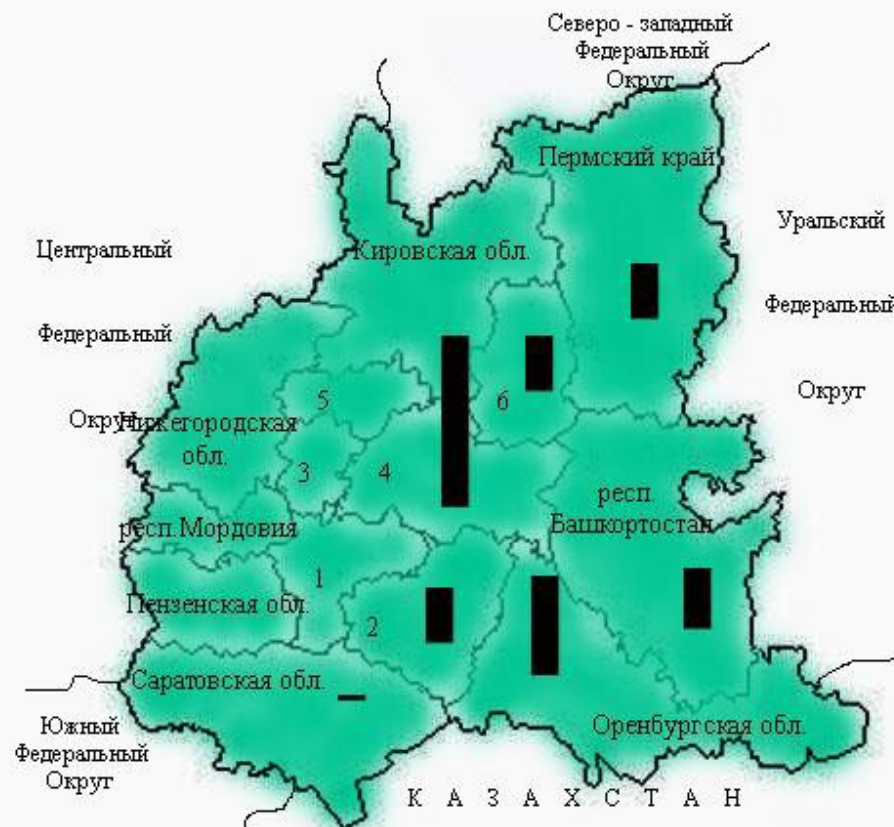 Северо - западный
Федеральный
Округ
Пермский край
Уральский
Центральный
Кировская обл.
Федеральный
Федеральный
Округ
5
6
Округ
Нижегородская
обл.
3
4
респ
Башкортостан
респ.Мордовия
1
Пензенская обл.
2
Саратовская обл.
Оренбургская обл.
Южный
Федеральный
Округ
К А З А Х С Т А Н